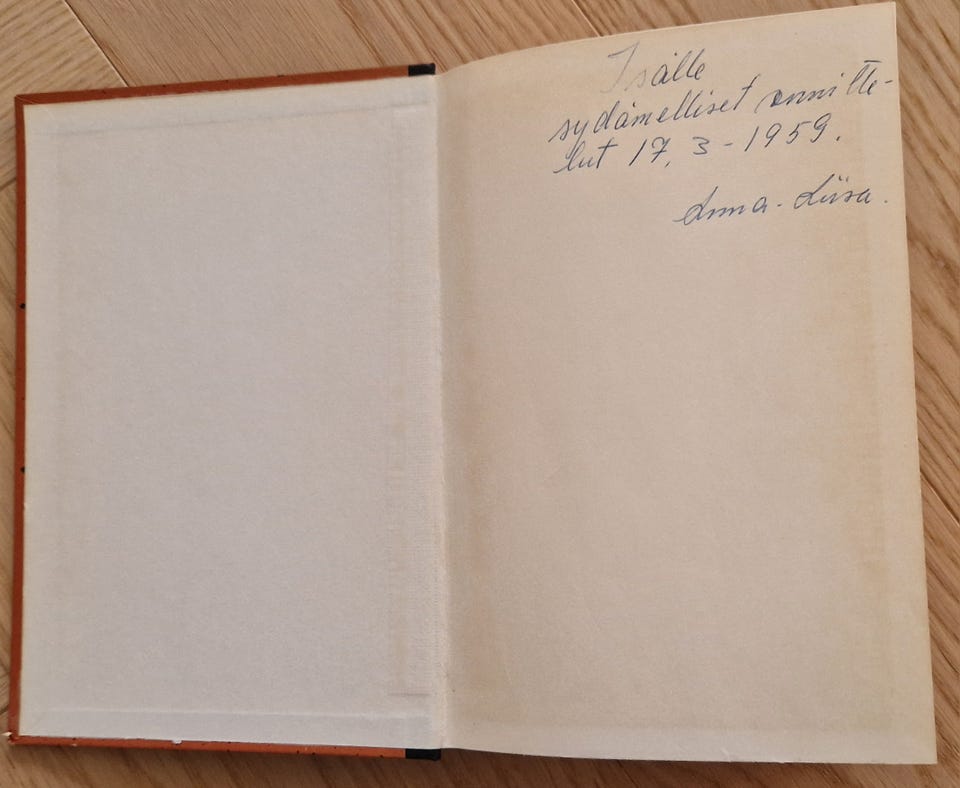 Isälle
sydämelliset onnitte-
lut 17. 3 - 1959.
Anna-Liisa.